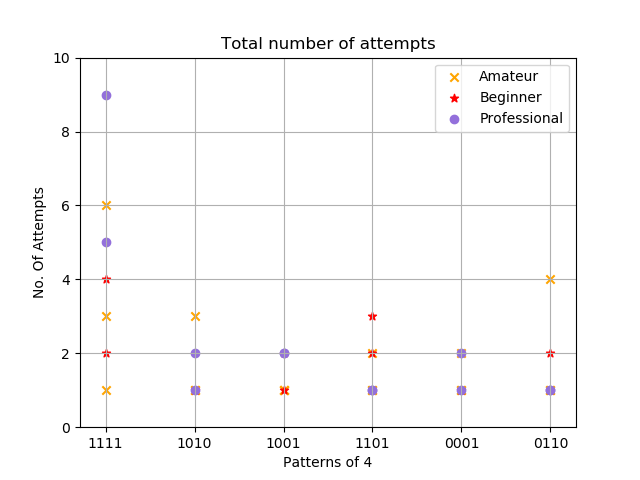 Total number of attempts
10
8
6
4
2
0
No. Of Attempts
Amateur
Beginner
Professional
1111 1010 1001 1101 0001 0110
Patterns of 4